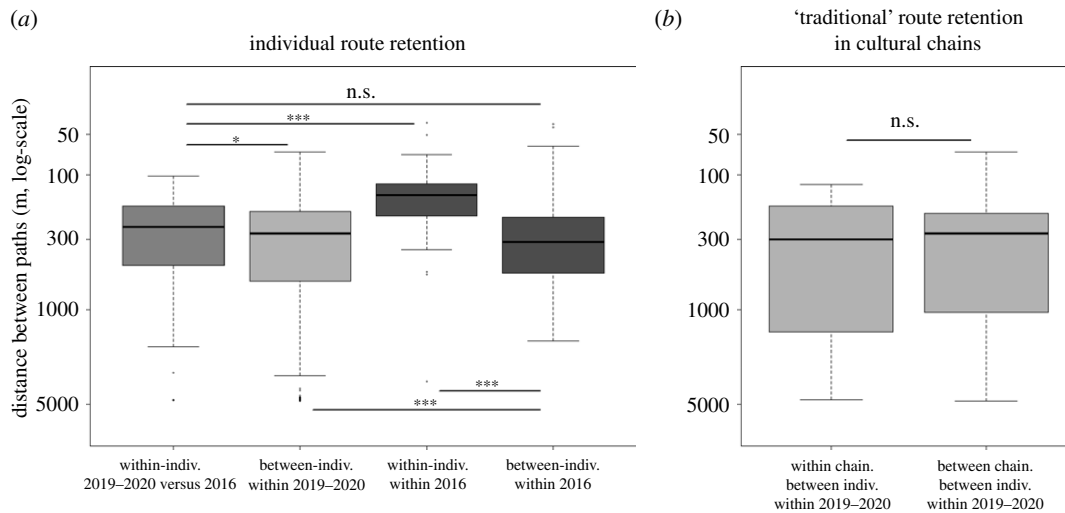 (a)
individual route retention
distance between paths (m, log-scale)
50
100
300
1000
5000
n.s.
***
*
***
***
within-indiv.
2019–2020 versus 2016
between-indiv.
within 2019–2020
within-indiv.
within 2016
between-indiv.
within 2016
(b)
‘traditional’ route retention
in cultural chains
50
100
300
1000
5000
n.s.
within chain.
between indiv.
within 2019–2020
between chain.
between indiv.
within 2019–2020